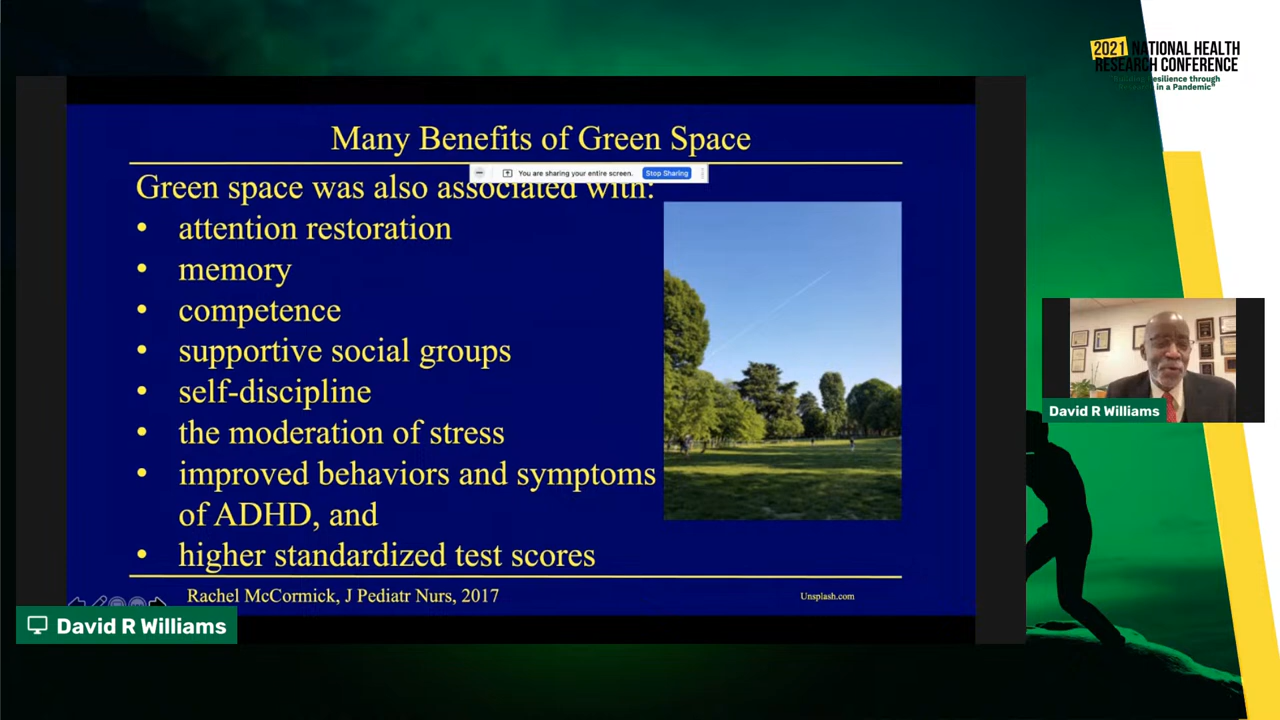 2021 NATIONAL HEALTH
RESEARCH CONFERENCE
resilience through
in a Pandemic"
Many Benefits of Green Space
You are sharing your entire screen. Stop Sharing
Green space was also associated with:
• attention restoration
• memory
• competence
• supportive social groups
• self-discipline
• the moderation of stress
• improved behaviors and symptoms
of ADHD, and
• higher standardized test scores
Rachel McCormick, J Pediatr Nurs, 2017
Unsplash.com
David R Williams
David R Williams